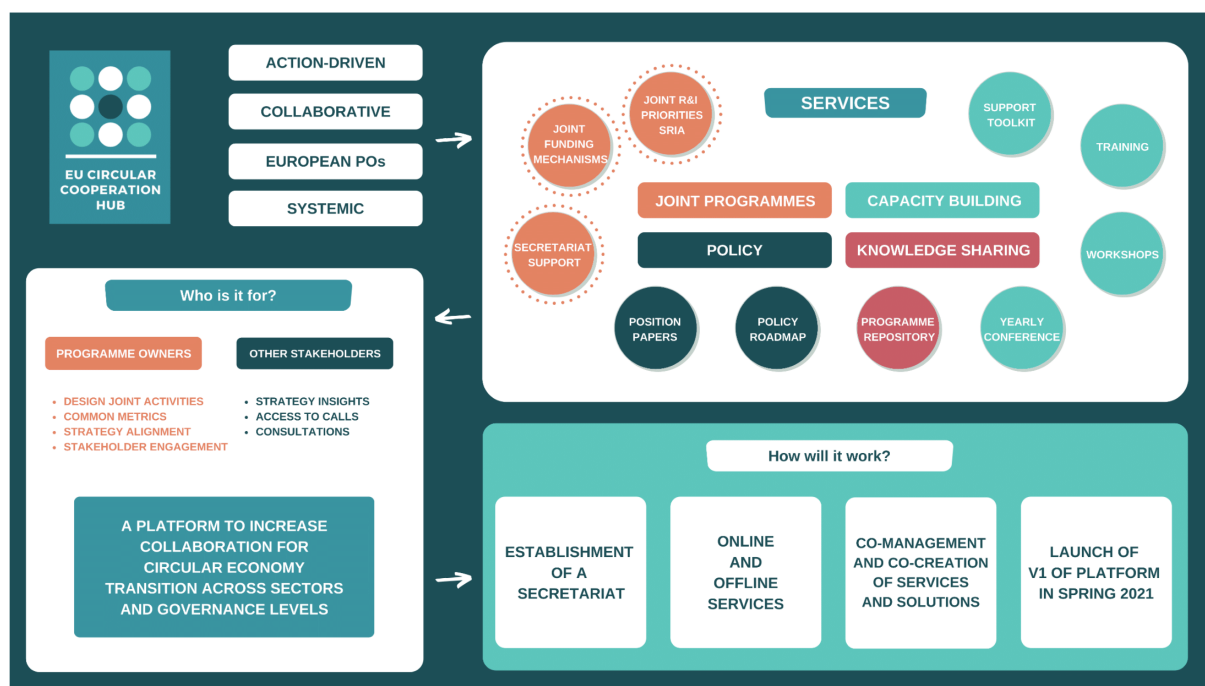 EU CIRCULAR
COOPERATION
HUB
ACTION-DRIVEN
COLLABORATIVE
EUROPEAN POs
SYSTEMIC
SERVICES
JOINT
FUNDING
MECHANISMS
JOINT R&I
PRIORITIES
SRIA
SUPPORT
TOOLKIT
TRAINING
JOINT PROGRAMMES
CAPACITY BUILDING
SECRETARIAT
SUPPORT
POLICY
KNOWLEDGE SHARING
WORKSHOPS
POSITION
PAPERS
POLICY
ROADMAP
PROGRAMME
REPOSITORY
YEARLY
CONFERENCE
Who is it for?
PROGRAMME OWNERS
• DESIGN JOINT ACTIVITIES
• COMMON METRICS
• STRATEGY ALIGNMENT
• STAKEHOLDER ENGAGEMENT
OTHER STAKEHOLDERS
• STRATEGY INSIGHTS
• ACCESS TO CALLS
• CONSULTATIONS
A PLATFORM TO INCREASE
COLLABORATION FOR
CIRCULAR ECONOMY
TRANSITION ACROSS SECTORS
AND GOVERNANCE LEVELS
How will it work?
ESTABLISHMENT
OF A
SECRETARIAT
ONLINE
AND
OFFLINE
SERVICES
CO-MANAGEMENT
AND CO-CREATION
OF SERVICES
AND SOLUTIONS
LAUNCH OF
V1 OF PLATFORM
IN SPRING 2021